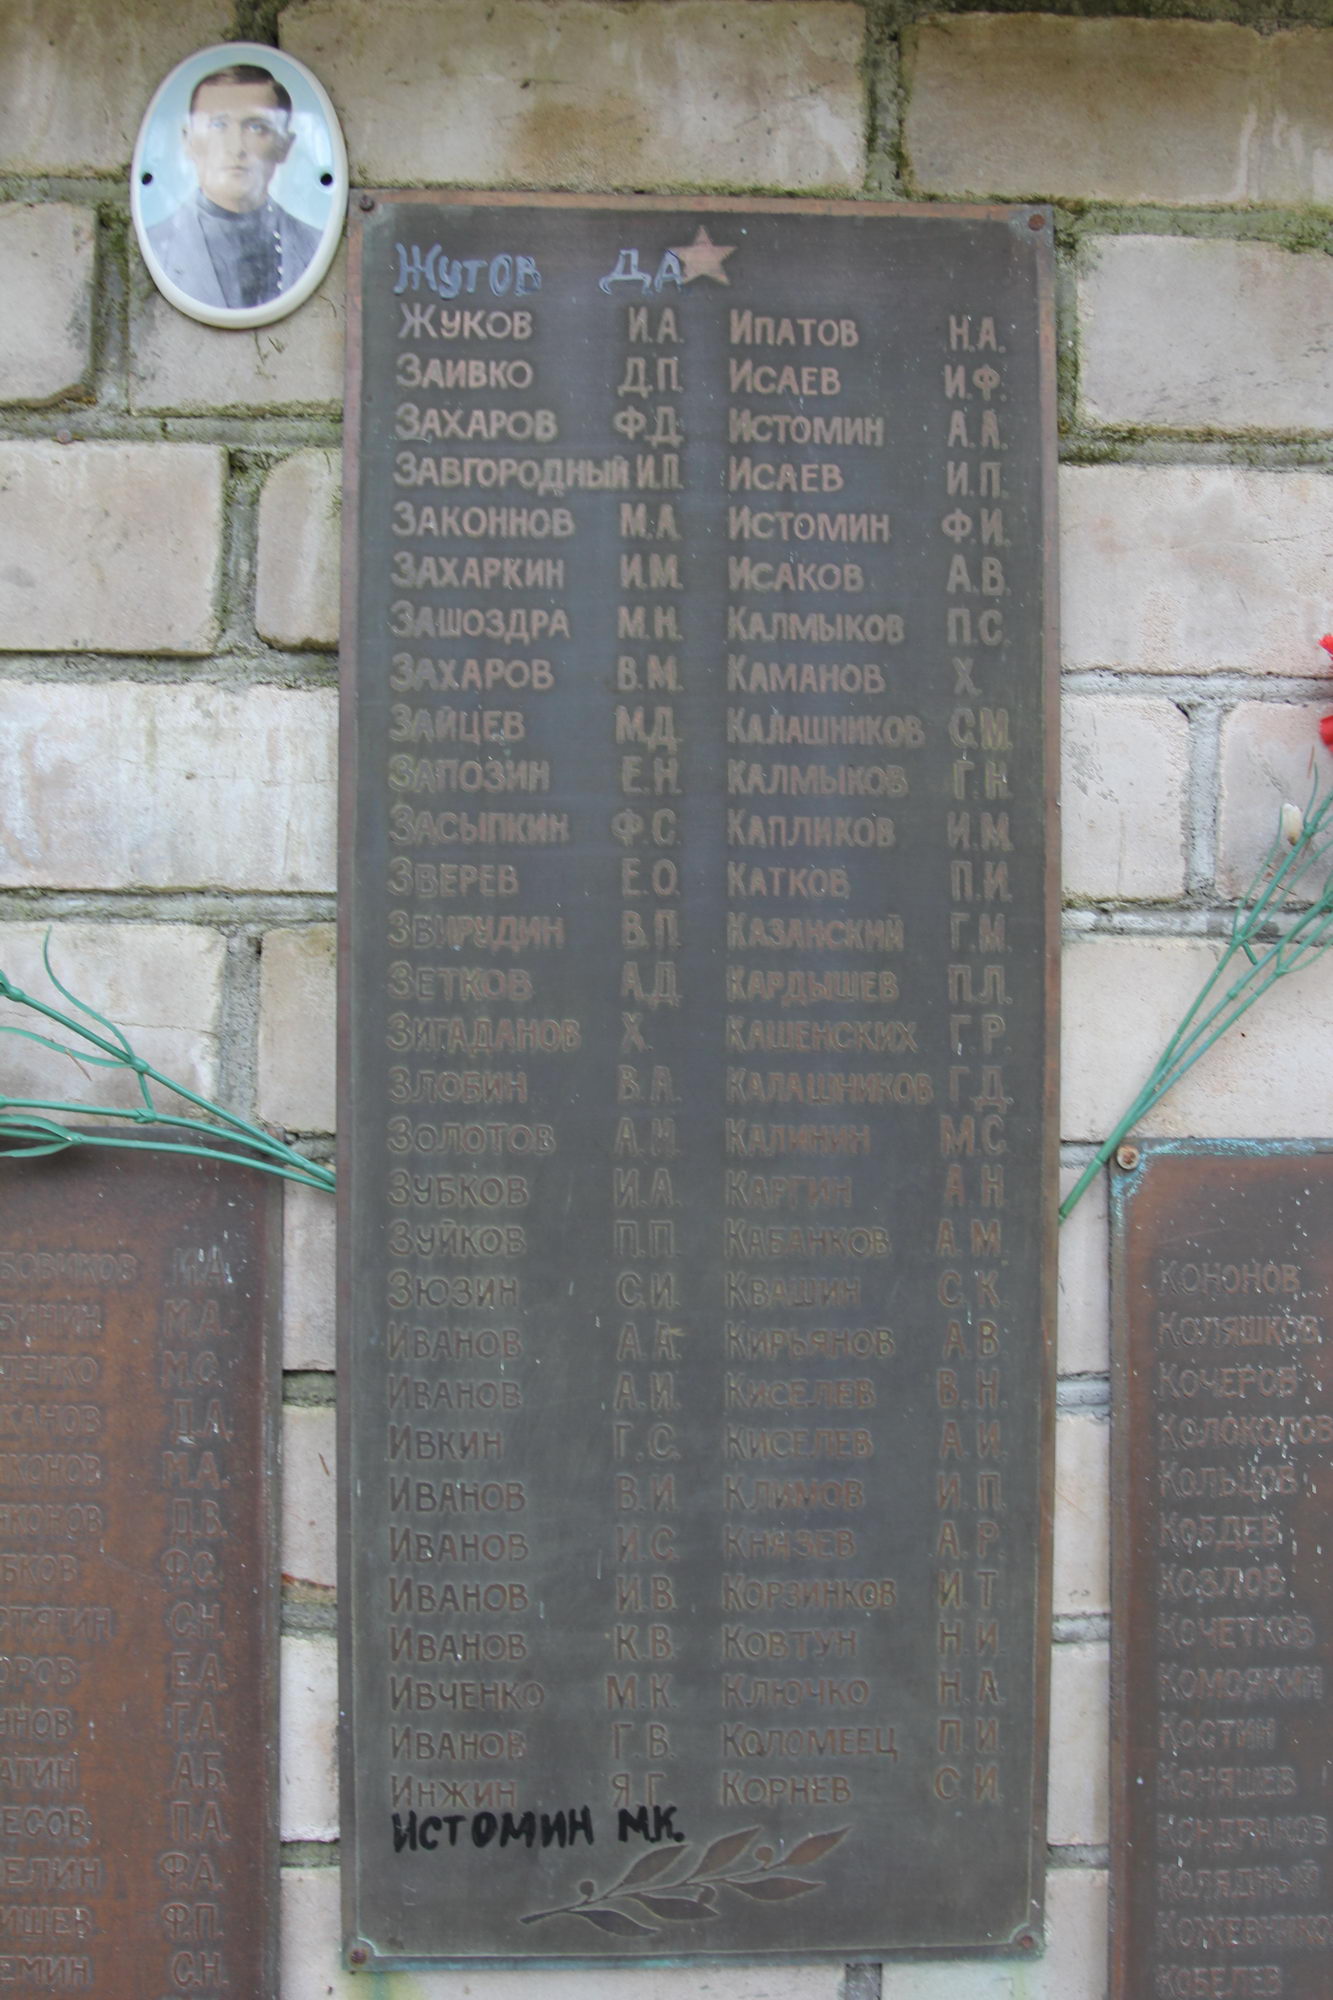 Жутов Д.А
Жуков И.А.
Заивко Д.П.
Захаров Ф.Д.
Завгородный И.П.
Законнов М.А.
Захаркин И.М.
Зашоздра М.Н.
Захаров В.М.
Зайцев М.Д.
Запозин Е.Н.
Засыпкин Ф.С.
Зверев Е.О.
Звирудин В.П.
Зетков А.Д.
Зигаданов Х.
Злобин В.А.
Золотов А.И.
Зубков И.А.
Зуйков П.П.
Зюзин С.И.
Иванов А.А.
Иванов А.И.
Ивкин Г.С.
Иванов В.И.
Иванов И.С.
Иванов И.В.
Иванов К.В.
Ивченко М.К.
Иванов Г.В.
Инжин Я.Г.
Истомин М.К.
Ипатов Н.А.
Исаев И.Ф.
Истомин А.А.
Исаев И.П.
Истомин Ф.И.
Исаков А.В.
Калмыков П.С.
Каманов Х.
Калашников С.М.
Калмыков Г.Н.
Капликов И.М.
Катков П.И.
Казанский Г.М.
Кардышев П.Л.
Кашенских Г.Р.
Калашников Г.Д.
Калинин М.С.
Каргин А.Н.
Кабанков А.М.
Квашин С.К.
Кирьянов А.В.
Киселев В.Н.
Киселев А.И.
Климов И.П.
Князев А.Р.
Корзинков И.Т.
Ковтун Н.И.
Ключко Н.А.
Коломеец П.И.
Корнев С.И.
М.А.
М.С.
Д.А.
М.А.
Д.В.
Ф.С.
С.Н.
Е.А.
Г.А.
А.Б.
П.А.
Ф.А.
Ф.П.
С.Н.
Кононов
Коляшков
Кочеров
Колоколов
Кольцов
Кобдев
Козлов
Кочетков
Комоякин
Костин
Коняшев
Кондраков
Колядный
Кобелев